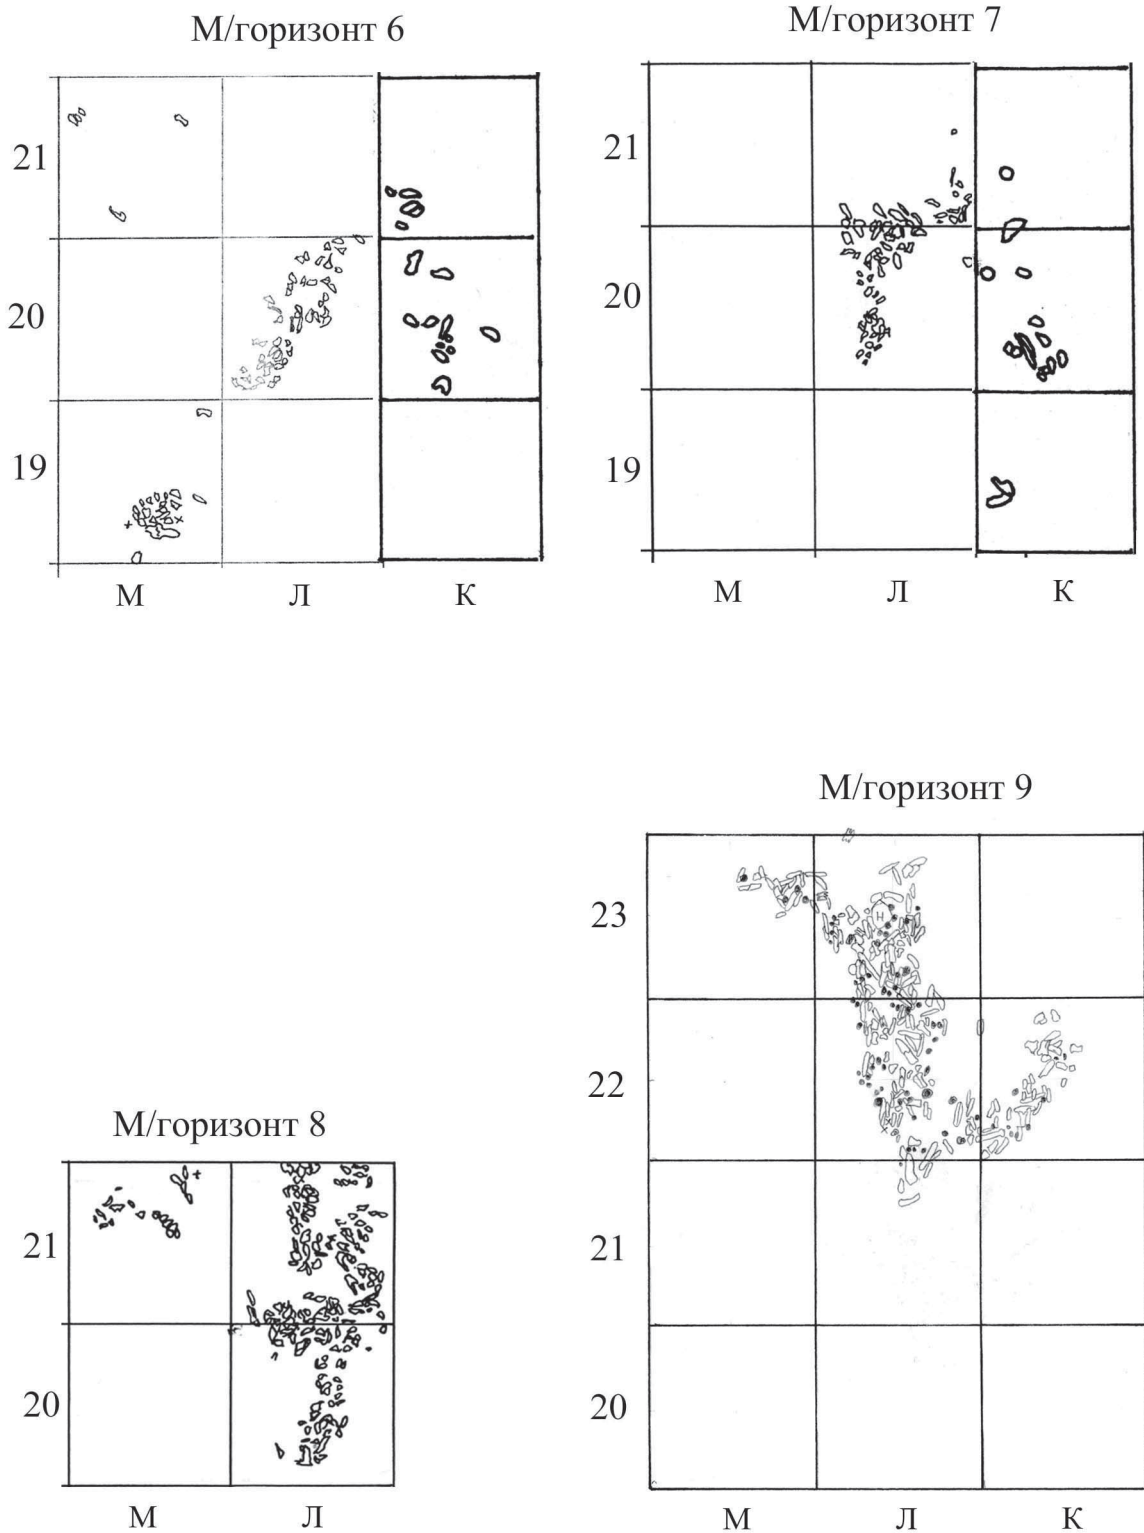 М/горизонт 6
21
20
19
М Л К
М/горизонт 7
21
20
19
М Л К
М/горизонт 8
21
20
М Л
М/горизонт 9
23
Н
22
21
20
М Л К